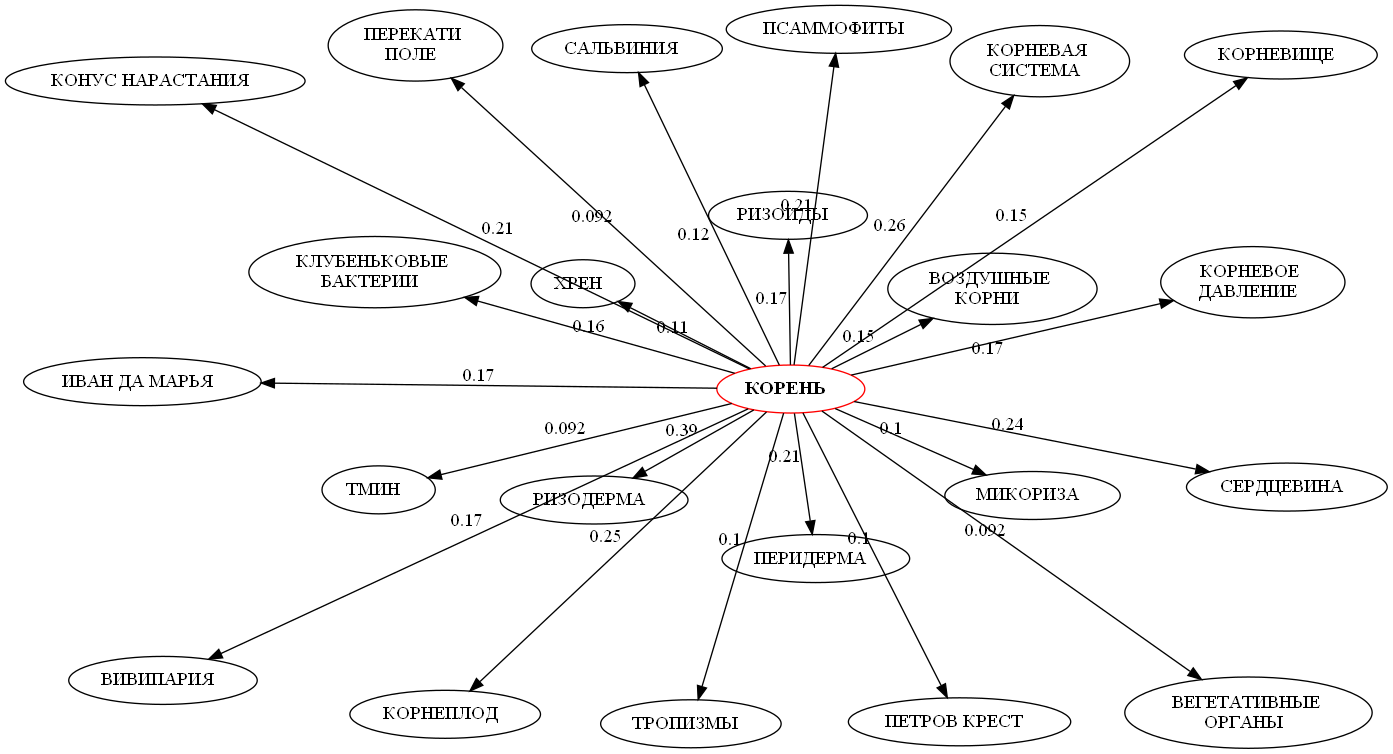 ПЕРЕКАТИ
ПОЛЕ
САЛЬВИНИЯ
ПСАММОФИТЫ
КОРНЕВАЯ
СИСТЕМА
КОРНЕВИЩЕ
КОНУС НАРАСТАНИЯ
0.21
0.092
0.12
0.21
РИЗОИДЫ
0.26
0.15
КЛУБЕНЬКОВЫЕ
БАКТЕРИИ
ХРЕН
ВОЗДУШНЫЕ
КОРНИ
КОРНЕВОЕ
ДАВЛЕНИЕ
0.16
0.11
0.17
0.15
0.17
ИВАН ДА МАРЬЯ
0.17
КОРЕНЬ
0.092
0.39
0.21
0.1
0.24
ТМИН
РИЗОДЕРМА
МИКОРИЗА
СЕРДЦЕВИНА
0.17
0.25
0.1
0.1
0.092
ПЕРИДЕРМА
ВИВИПАРИЯ
КОРНЕПЛОД
ТРОПИЗМЫ
ПЕТРОВ КРЕСТ
ВЕГЕТАТИВНЫЕ
ОРГАНЫ